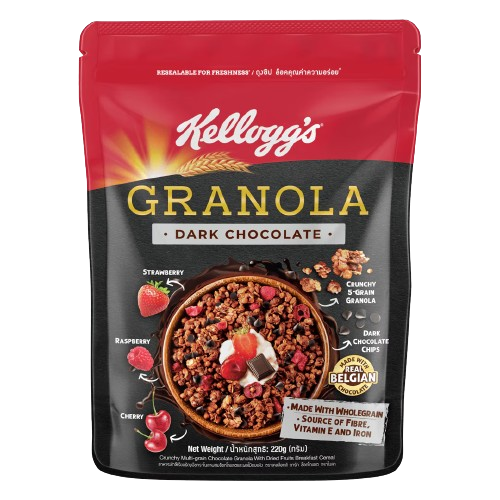 RESEALABLE FOR FRESHNESS* / ถุงซิป ล็อคคุณค่าความอร่อย*
Kellogg's®
GRANOLA
· DARK CHOCOLATE ·
STRAWBERRY
CRUNCHY
5-GRAIN
GRANOLA
RASPBERRY
DARK
CHOCOLATE
CHIPS
MADE WITH
REAL
BELGIAN
CHOCOLATE
CHERRY
• MADE WITH WHOLEGRAIN
• SOURCE OF FIBRE,
VITAMIN E AND IRON
Net Weight / น้ำหนักสุทธิ: 220g (กรัม)
Crunchy Multi-grain Chocolate Granola With Dried Fruits Breakfast Cereal